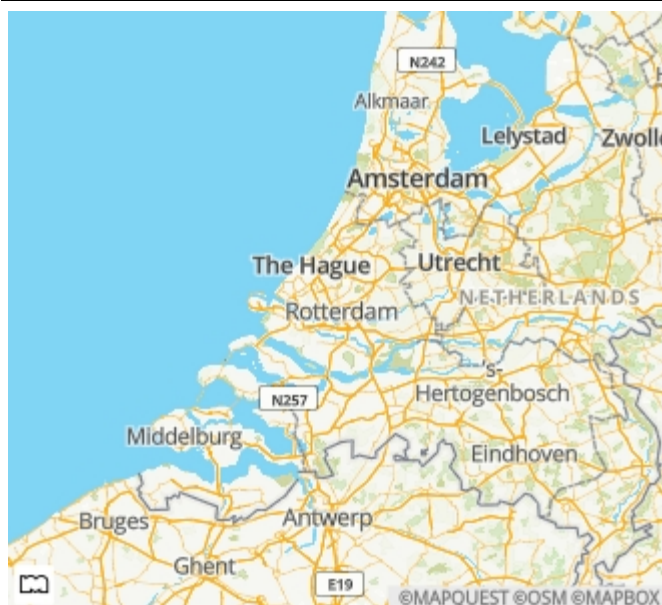 N242
Alkmaar
Lelystad
Zwolle
Amsterdam
The Hague
Utrecht
NETHERLANDS
Rotterdam
's-
Hertogenbosch
N257
Middelburg
Eindhoven
Bruges
Antwerp
Ghent
E19
©MAPQUEST ©OSM ©MAPBOX